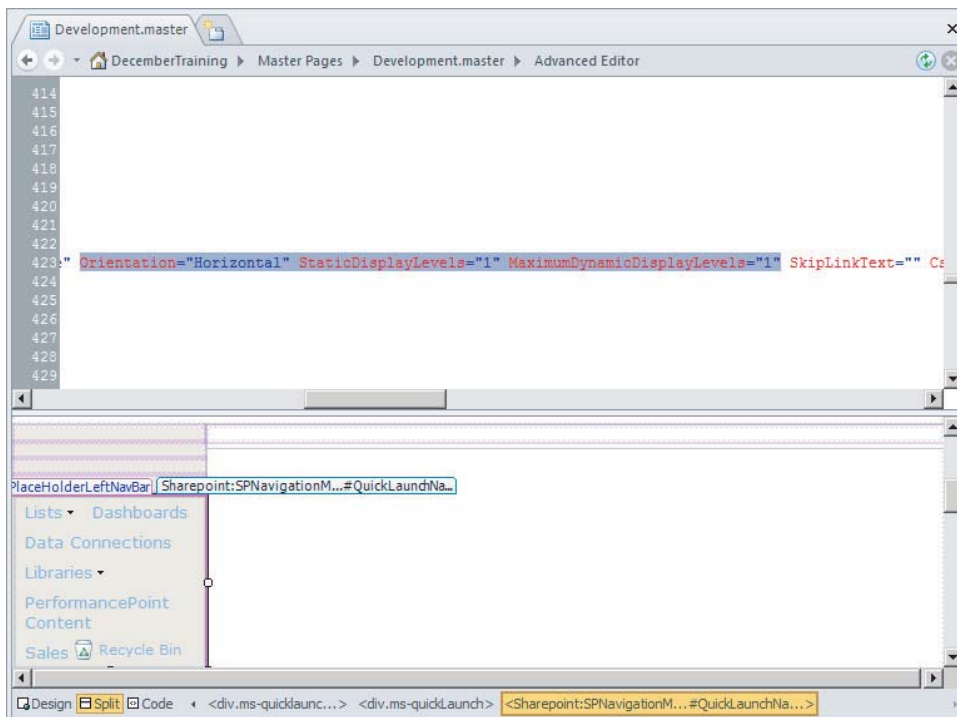 Development.master
DecemberTraining ▸ Master Pages ▸ Development.master ▸ Advanced Editor
414
415
416
417
418
419
420
421
422
423 :" Orientation="Horizontal" StaticDisplayLevels="1" MaximumDynamicDisplayLevels="1" SkipLinkText="" Cs
424
425
426
427
428
429
PlaceHolderLeftNavBar Sharepoint:SPNavigationM...#QuickLaunchNa...
Lists Dashboards
Data Connections
Libraries
PerformancePoint
Content
Sales Recycle Bin
Design Split Code <div.ms-quicklaunc...> <div.ms-quickLaunch> <Sharepoint:SPNavigationM...#QuickLaunchNa...>